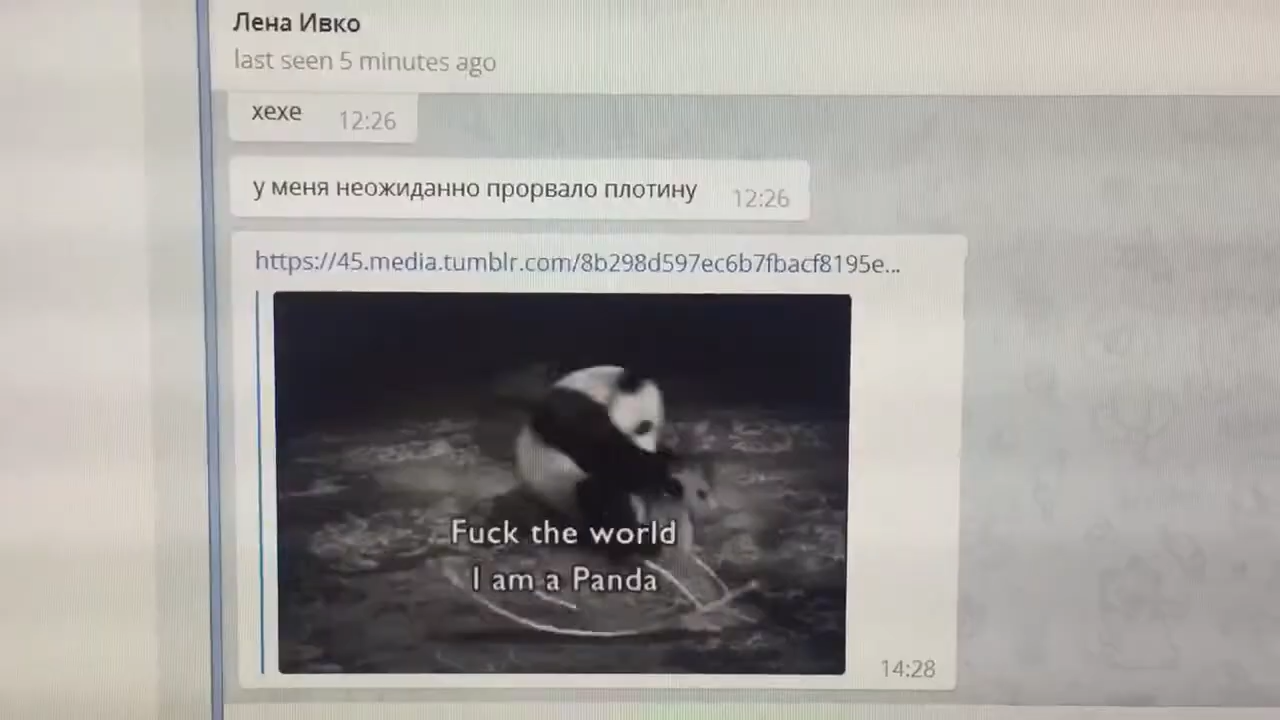 Лена Ивко
last seen 5 minutes ago
хехе 12:26
у меня неожиданно прорвало плотину 12:26
https://45.media.tumblr.com/8b298d597ec6b7fbacf8195e...
Fuck the world
I am a Panda
14:28